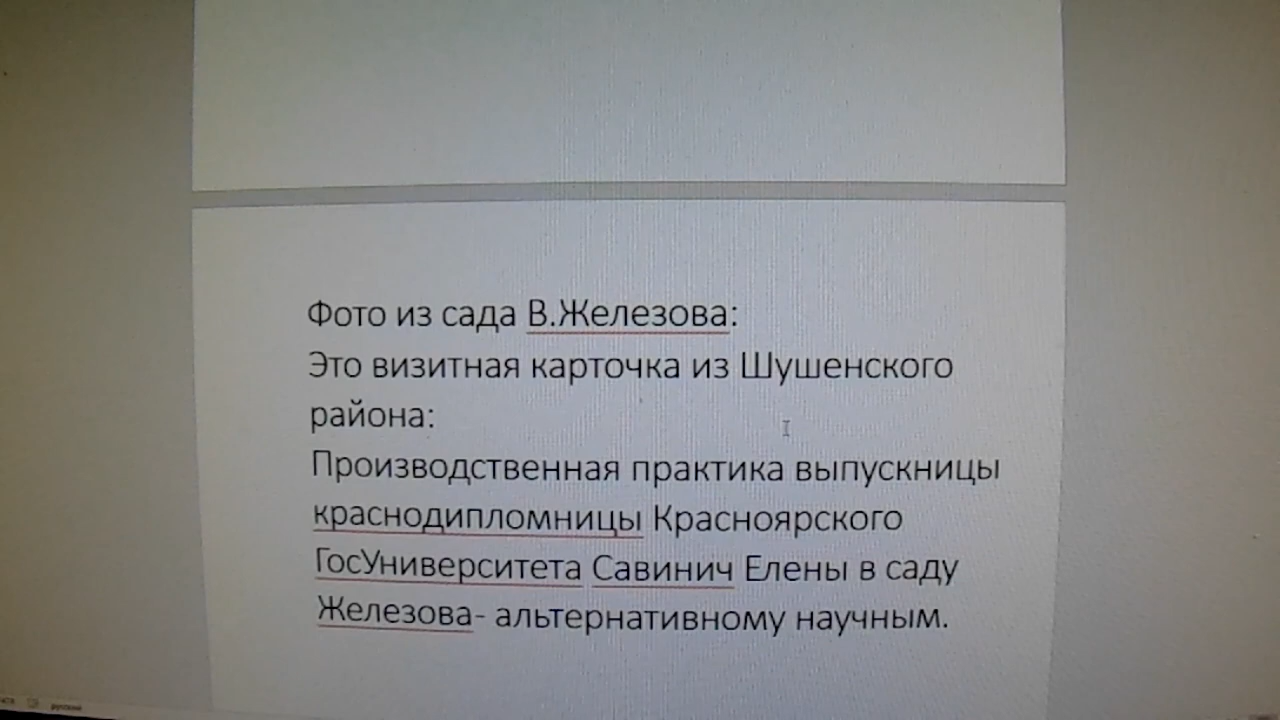 Фото из сада В.Железова:
Это визитная карточка из Шушенского
района:
Производственная практика выпускницы
краснодипломницы Красноярского
ГосУниверситета Савинич Елены в саду
Железова- альтернативному научным.
русский